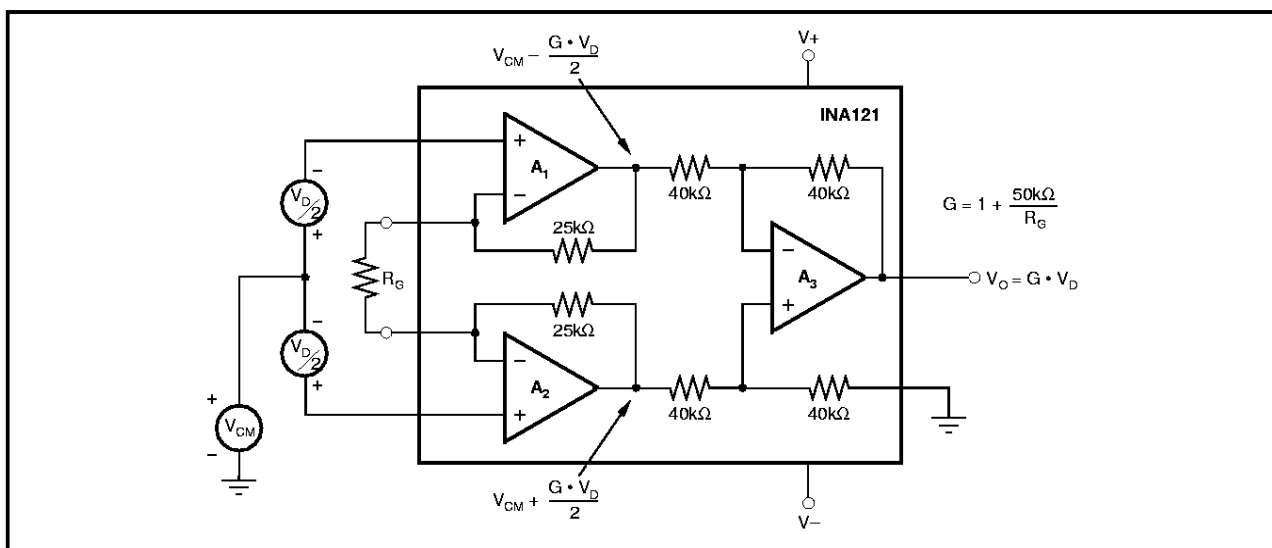 V_CM – G • V_D / 2
V+
INA121
+
A_1
–
40kΩ
40kΩ
G = 1 + 50kΩ / R_G
–
V_D/2
+
25kΩ
R_G
–
A_3
+
V_O = G • V_D
–
V_D/2
+
25kΩ
–
A_2
+
40kΩ
40kΩ
+
V_CM
–
V_CM + G • V_D / 2
V–